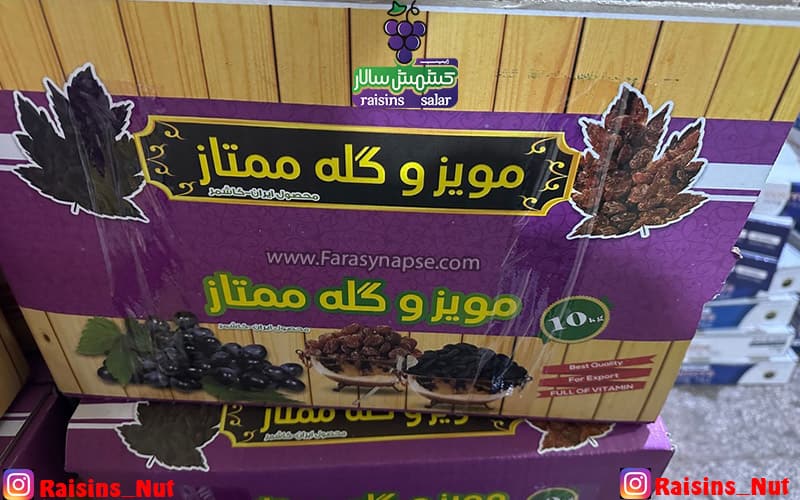 کشمش سالار
raisins salar
مویز و گله ممتاز
محصول ایران-کاشمر
www.Farasynapse.com
مویز و گله ممتاز
محصول ایران-کاشمر
10 kg
Best Quality
For Export
FULL OF VITAMIN
مویز و گله ممتاز
محصول ایران-کاشمر
Raisins_Nut
Raisins_Nut